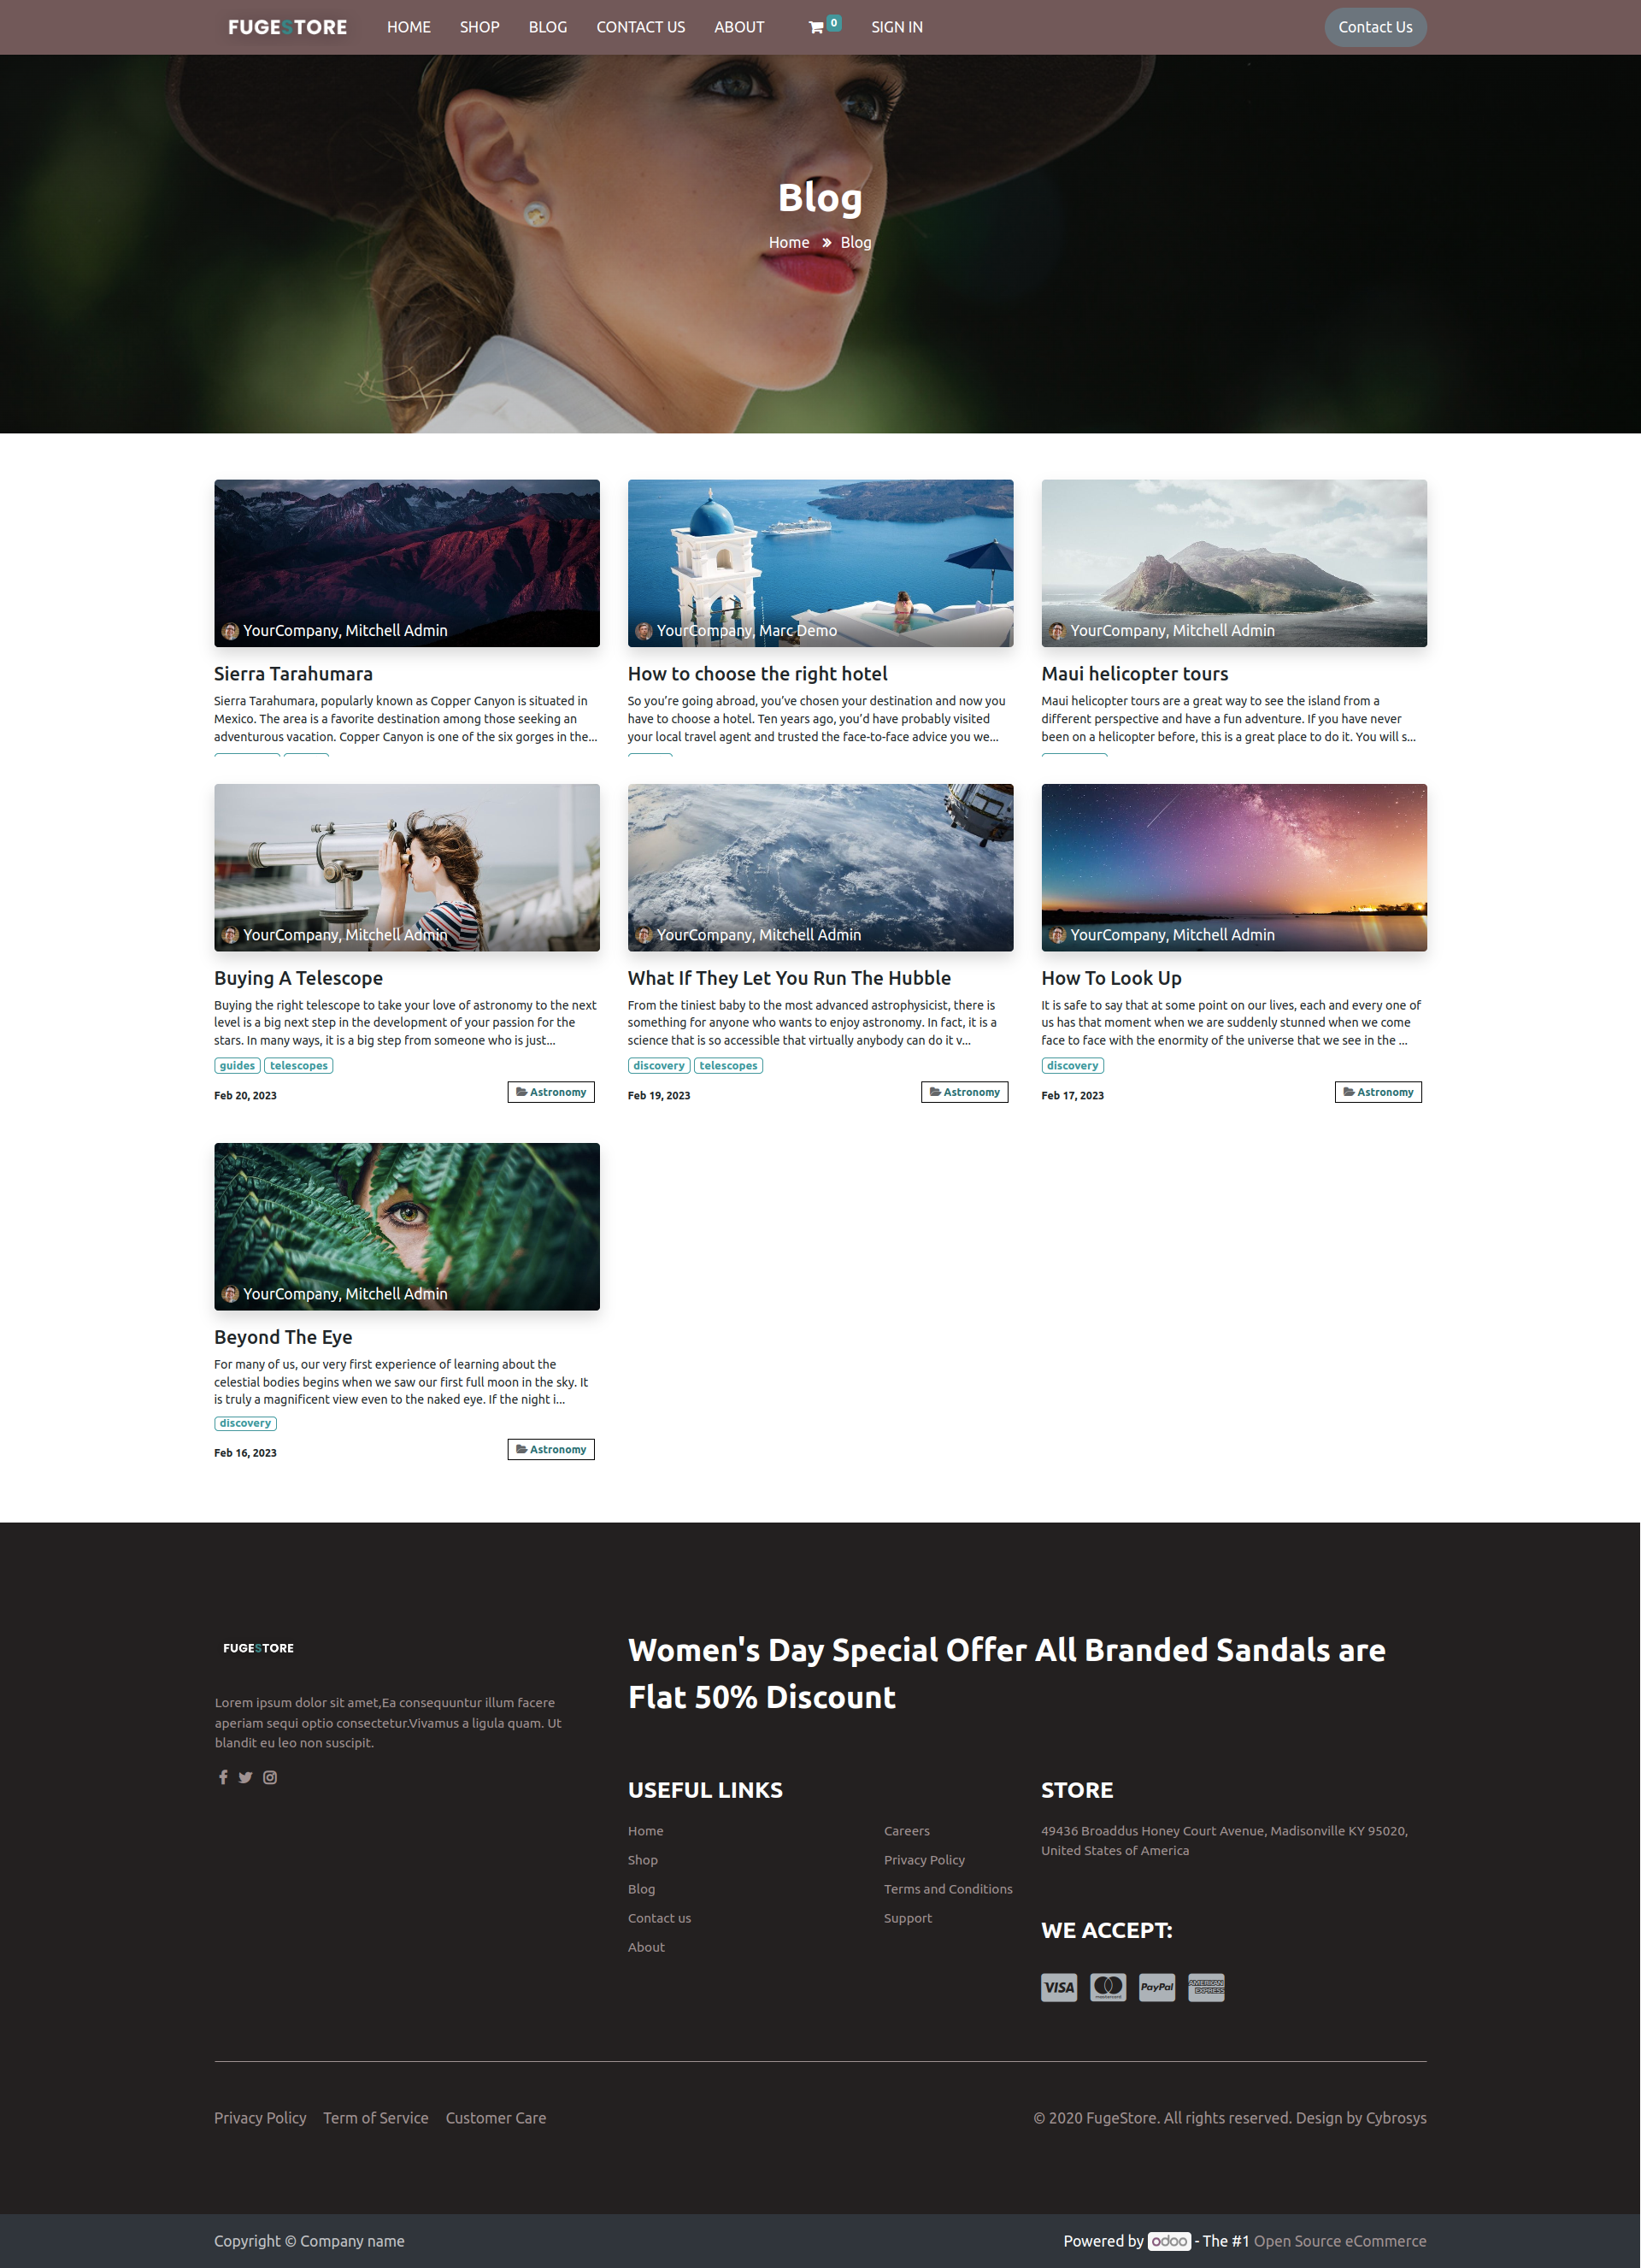 FUGESTORE HOME SHOP BLOG CONTACT US ABOUT 0 SIGN IN Contact Us
Blog
Home » Blog
YourCompany, Mitchell Admin
Sierra Tarahumara
Sierra Tarahumara, popularly known as Copper Canyon is situated in
Mexico. The area is a favorite destination among those seeking an
adventurous vacation. Copper Canyon is one of the six gorges in the...
YourCompany, Marc Demo
How to choose the right hotel
So you’re going abroad, you’ve chosen your destination and now you
have to choose a hotel. Ten years ago, you’d have probably visited
your local travel agent and trusted the face-to-face advice you we...
YourCompany, Mitchell Admin
Maui helicopter tours
Maui helicopter tours are a great way to see the island from a
different perspective and have a fun adventure. If you have never
been on a helicopter before, this is a great place to do it. You will s...
YourCompany, Mitchell Admin
Buying A Telescope
Buying the right telescope to take your love of astronomy to the next
level is a big next step in the development of your passion for the
stars. In many ways, it is a big step from someone who is just...
guides telescopes
Feb 20, 2023 Astronomy
YourCompany, Mitchell Admin
What If They Let You Run The Hubble
From the tiniest baby to the most advanced astrophysicist, there is
something for anyone who wants to enjoy astronomy. In fact, it is a
science that is so accessible that virtually anybody can do it v...
discovery telescopes
Feb 19, 2023 Astronomy
YourCompany, Mitchell Admin
How To Look Up
It is safe to say that at some point on our lives, each and every one of
us has that moment when we are suddenly stunned when we come
face to face with the enormity of the universe that we see in the ...
discovery
Feb 17, 2023 Astronomy
YourCompany, Mitchell Admin
Beyond The Eye
For many of us, our very first experience of learning about the
celestial bodies begins when we saw our first full moon in the sky. It
is truly a magnificent view even to the naked eye. If the night i...
discovery
Feb 16, 2023 Astronomy
FUGESTORE
Lorem ipsum dolor sit amet,Ea consequuntur illum facere
aperiam sequi optio consectetur.Vivamus a ligula quam. Ut
blandit eu leo non suscipit.
Women's Day Special Offer All Branded Sandals are
Flat 50% Discount
USEFUL LINKS
Home
Shop
Blog
Contact us
About
Careers
Privacy Policy
Terms and Conditions
Support
STORE
49436 Broaddus Honey Court Avenue, Madisonville KY 95020,
United States of America
WE ACCEPT:
VISA mastercard PayPal AMERICAN EXPRESS
Privacy Policy Term of Service Customer Care
© 2020 FugeStore. All rights reserved. Design by Cybrosys
Copyright © Company name
Powered by odoo - The #1 Open Source eCommerce